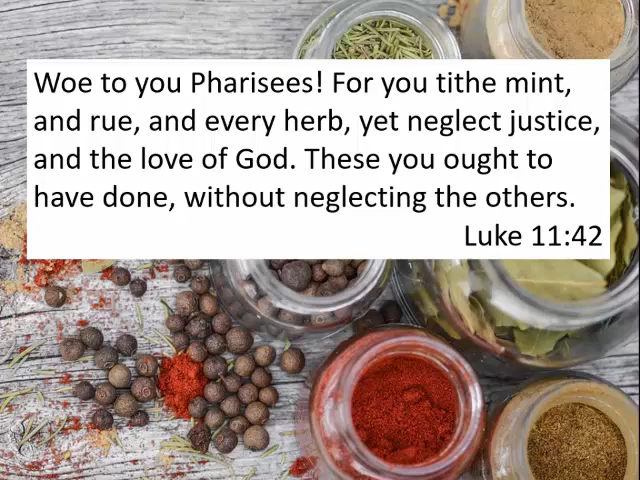 Woe to you Pharisees! For you tithe mint,
and rue, and every herb, yet neglect justice,
and the love of God. These you ought to
have done, without neglecting the others.
Luke 11:42